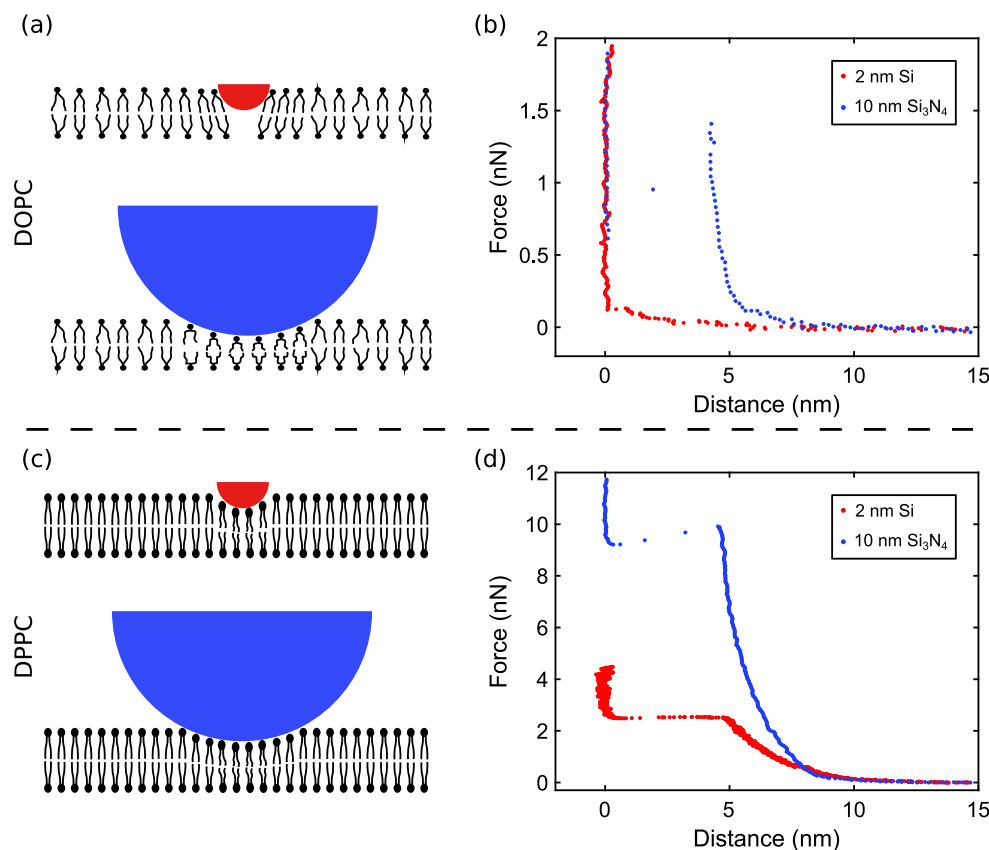 (a)
DOPC
(b)
2
1.5
1
0.5
0
0
5
10
15
Force (nN)
Distance (nm)
2 nm Si
10 nm Si₃N₄
(c)
DPPC
(d)
12
10
8
6
4
2
0
0
5
10
15
Force (nN)
Distance (nm)
2 nm Si
10 nm Si₃N₄